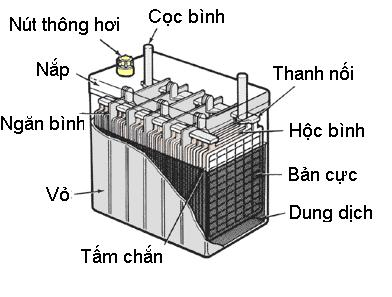 Nút thông hơi
Cọc bình
Nắp
Thanh nối
Ngăn bình
Hộc bình
Vỏ
Bản cực
Dung dịch
Tấm chắn